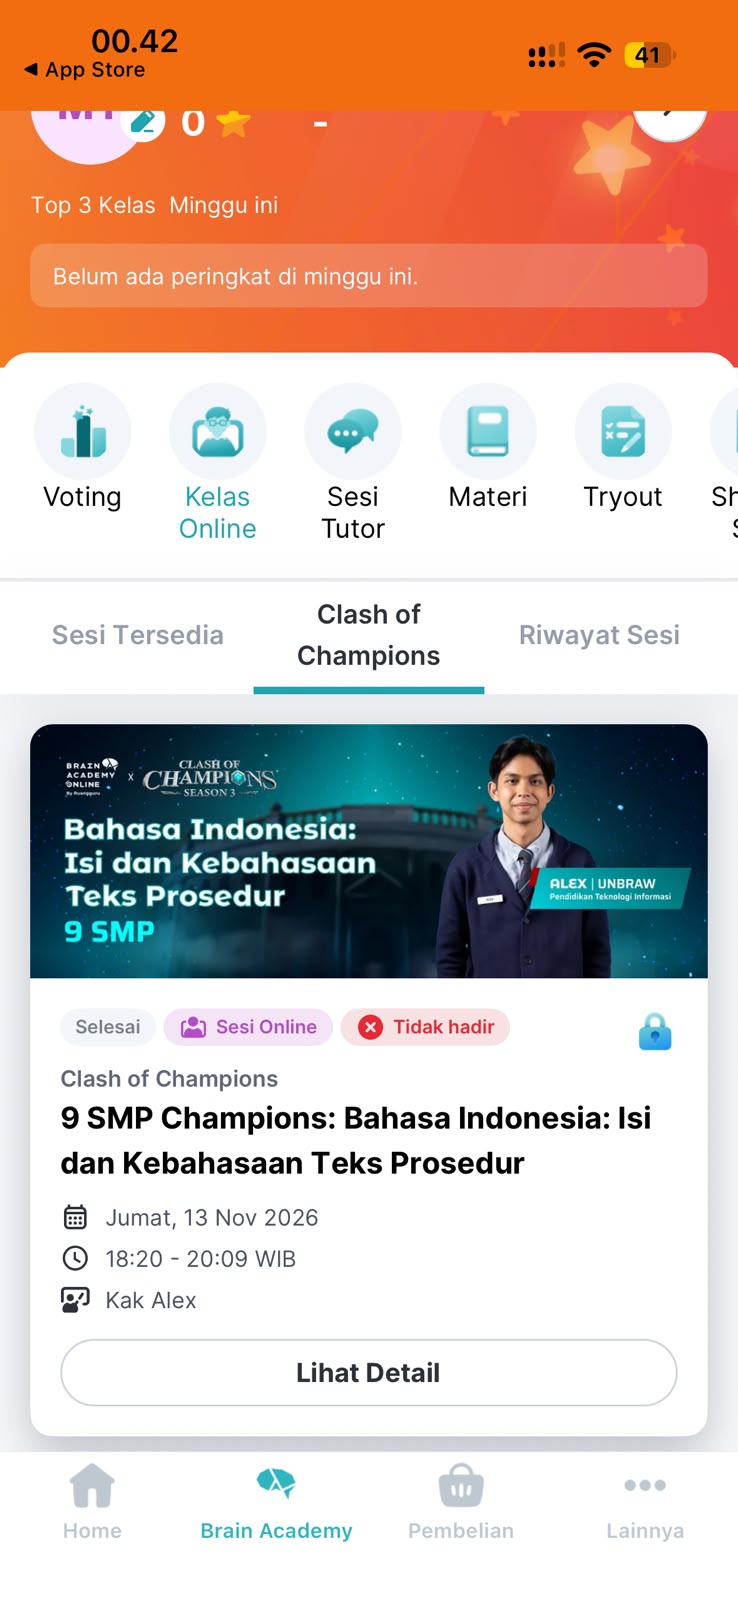 00.42
41
App Store
0
-
Top 3 Kelas Minggu ini
Belum ada peringkat di minggu ini.
Voting
Kelas
Online
Sesi
Tutor
Materi
Tryout
Sesi Tersedia
Clash of
Champions
Riwayat Sesi
BRAIN
ACADEMY
ONLINE
by Ruangguru
x
CLASH OF
CHAMPIONS
SEASON 3
Bahasa Indonesia:
Isi dan Kebahasaan
Teks Prosedur
9 SMP
ALEX | UNBRAW
Pendidikan Teknologi Informasi
Selesai
Sesi Online
Tidak hadir
Clash of Champions
9 SMP Champions: Bahasa Indonesia: Isi
dan Kebahasaan Teks Prosedur
Jumat, 13 Nov 2026
18:20 - 20:09 WIB
Kak Alex
Lihat Detail
Home
Brain Academy
Pembelian
Lainnya